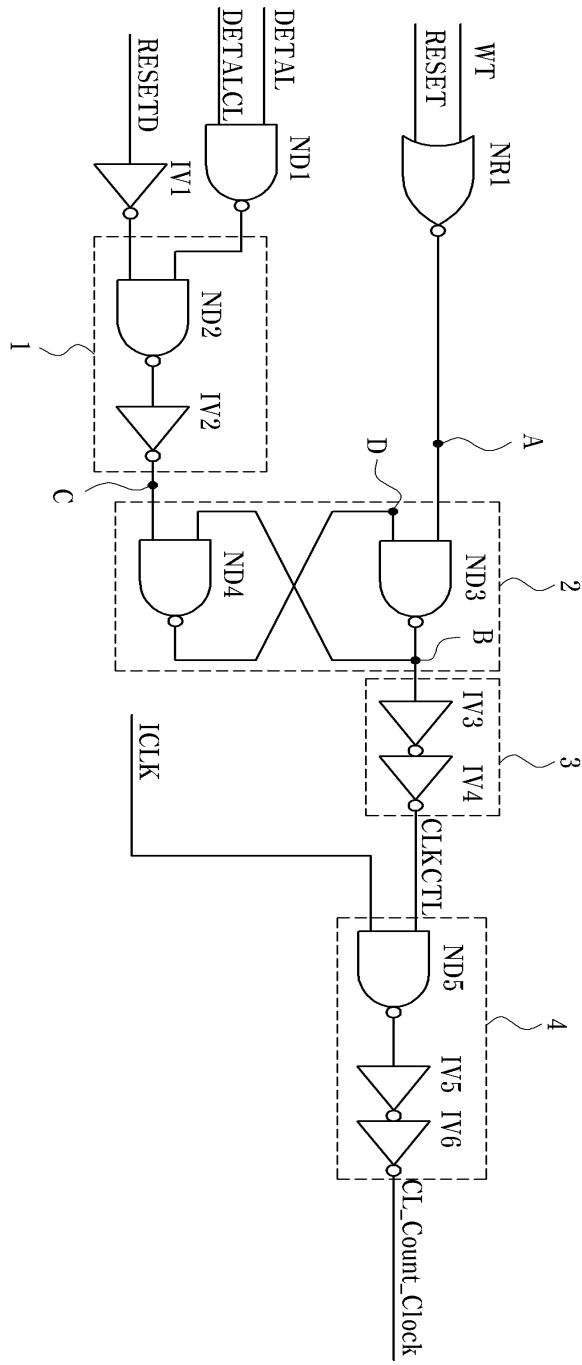 WT
RESET
NR1
A
D
ND3
2
B
IV3
IV4
3
CLKCTL
ND5
4
IV5
IV6
CL_Count_Clock
DETAL
DETALCL
ND1
RESETD
IV1
ND2
1
IV2
C
ND4
ICLK